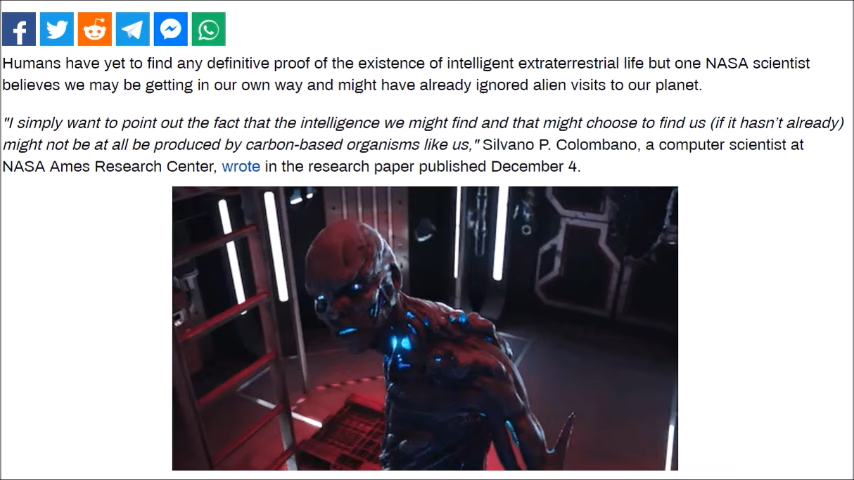 Humans have yet to find any definitive proof of the existence of intelligent extraterrestrial life but one NASA scientist
believes we may be getting in our own way and might have already ignored alien visits to our planet.
"I simply want to point out the fact that the intelligence we might find and that might choose to find us (if it hasn't already)
might not be at all be produced by carbon-based organisms like us," Silvano P. Colombano, a computer scientist at
NASA Ames Research Center, wrote in the research paper published December 4.